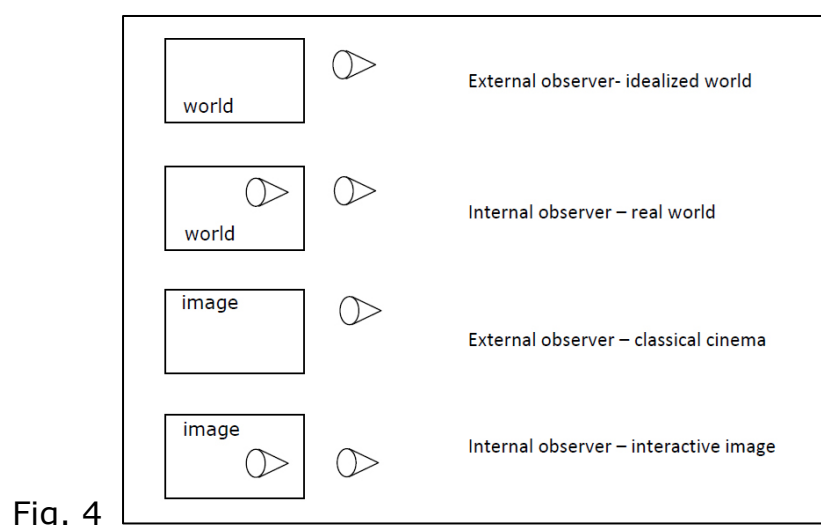 world
External observer- idealized world
world
Internal observer – real world
image
External observer – classical cinema
image
Internal observer – interactive image
Fig. 4